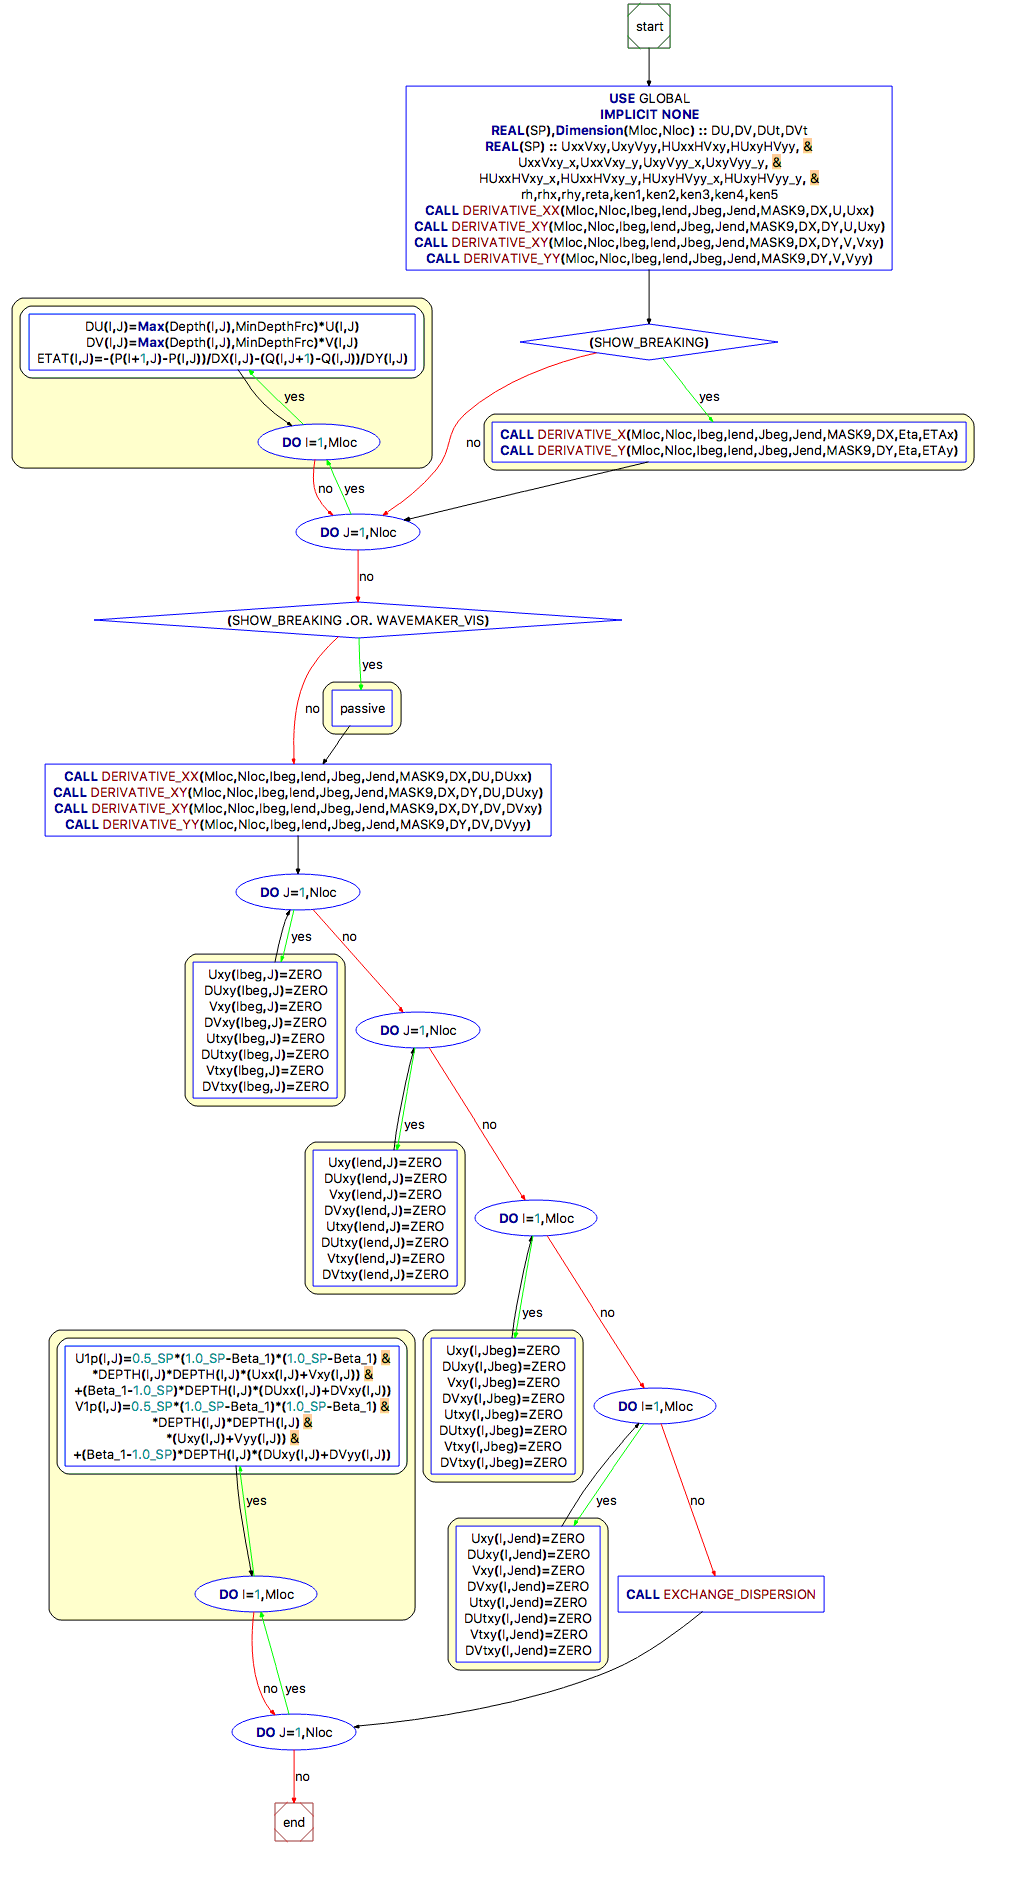 start
USE GLOBAL
IMPLICIT NONE
REAL(SP),Dimension(Mloc,Nloc) :: DU,DV,DUt,DVt
REAL(SP) :: UxxVxy,UxyVyy,HUxxHVxy,HUxyHVyy, &
UxxVxy_x,UxxVxy_y,UxyVyy_x,UxyVyy_y, &
HUxxHVxy_x,HUxxHVxy_y,HUxyHVyy_x,HUxyHVyy_y, &
rh,rhx,rhy,reta,ken1,ken2,ken3,ken4,ken5
CALL DERIVATIVE_XX(Mloc,Nloc,Ibeg,Iend,Jbeg,Jend,MASK9,DX,U,Uxx)
CALL DERIVATIVE_XY(Mloc,Nloc,Ibeg,Iend,Jbeg,Jend,MASK9,DX,DY,U,Uxy)
CALL DERIVATIVE_XY(Mloc,Nloc,Ibeg,Iend,Jbeg,Jend,MASK9,DX,DY,V,Vxy)
CALL DERIVATIVE_YY(Mloc,Nloc,Ibeg,Iend,Jbeg,Jend,MASK9,DY,V,Vyy)
(SHOW_BREAKING)
yes
no
CALL DERIVATIVE_X(Mloc,Nloc,Ibeg,Iend,Jbeg,Jend,MASK9,DX,Eta,ETAx)
CALL DERIVATIVE_Y(Mloc,Nloc,Ibeg,Iend,Jbeg,Jend,MASK9,DY,Eta,ETAy)
DU(I,J)=Max(Depth(I,J),MinDepthFrc)*U(I,J)
DV(I,J)=Max(Depth(I,J),MinDepthFrc)*V(I,J)
ETAT(I,J)=-(P(I+1,J)-P(I,J))/DX(I,J)-(Q(I,J+1)-Q(I,J))/DY(I,J)
yes
DO I=1,Mloc
no
yes
DO J=1,Nloc
no
(SHOW_BREAKING .OR. WAVEMAKER_VIS)
yes
no
passive
CALL DERIVATIVE_XX(Mloc,Nloc,Ibeg,Iend,Jbeg,Jend,MASK9,DX,DU,DUxx)
CALL DERIVATIVE_XY(Mloc,Nloc,Ibeg,Iend,Jbeg,Jend,MASK9,DX,DY,DU,DUxy)
CALL DERIVATIVE_XY(Mloc,Nloc,Ibeg,Iend,Jbeg,Jend,MASK9,DX,DY,DV,DVxy)
CALL DERIVATIVE_YY(Mloc,Nloc,Ibeg,Iend,Jbeg,Jend,MASK9,DY,DV,DVyy)
DO J=1,Nloc
yes
no
Uxy(Ibeg,J)=ZERO
DUxy(Ibeg,J)=ZERO
Vxy(Ibeg,J)=ZERO
DVxy(Ibeg,J)=ZERO
Utxy(Ibeg,J)=ZERO
DUtxy(Ibeg,J)=ZERO
Vtxy(Ibeg,J)=ZERO
DVtxy(Ibeg,J)=ZERO
DO J=1,Nloc
yes
no
Uxy(Iend,J)=ZERO
DUxy(Iend,J)=ZERO
Vxy(Iend,J)=ZERO
DVxy(Iend,J)=ZERO
Utxy(Iend,J)=ZERO
DUtxy(Iend,J)=ZERO
Vtxy(Iend,J)=ZERO
DVtxy(Iend,J)=ZERO
DO I=1,Mloc
yes
no
Uxy(I,Jbeg)=ZERO
DUxy(I,Jbeg)=ZERO
Vxy(I,Jbeg)=ZERO
DVxy(I,Jbeg)=ZERO
Utxy(I,Jbeg)=ZERO
DUtxy(I,Jbeg)=ZERO
Vtxy(I,Jbeg)=ZERO
DVtxy(I,Jbeg)=ZERO
DO I=1,Mloc
yes
no
Uxy(I,Jend)=ZERO
DUxy(I,Jend)=ZERO
Vxy(I,Jend)=ZERO
DVxy(I,Jend)=ZERO
Utxy(I,Jend)=ZERO
DUtxy(I,Jend)=ZERO
Vtxy(I,Jend)=ZERO
DVtxy(I,Jend)=ZERO
CALL EXCHANGE_DISPERSION
U1p(I,J)=0.5_SP*(1.0_SP-Beta_1)*(1.0_SP-Beta_1) &
*DEPTH(I,J)*DEPTH(I,J)*(Uxx(I,J)+Vxy(I,J)) &
+(Beta_1-1.0_SP)*DEPTH(I,J)*(DUxx(I,J)+DVxy(I,J))
V1p(I,J)=0.5_SP*(1.0_SP-Beta_1)*(1.0_SP-Beta_1) &
*DEPTH(I,J)*DEPTH(I,J) &
*(Uxy(I,J)+Vyy(I,J)) &
+(Beta_1-1.0_SP)*DEPTH(I,J)*(DUxy(I,J)+DVyy(I,J))
yes
DO I=1,Mloc
no
yes
DO J=1,Nloc
no
end